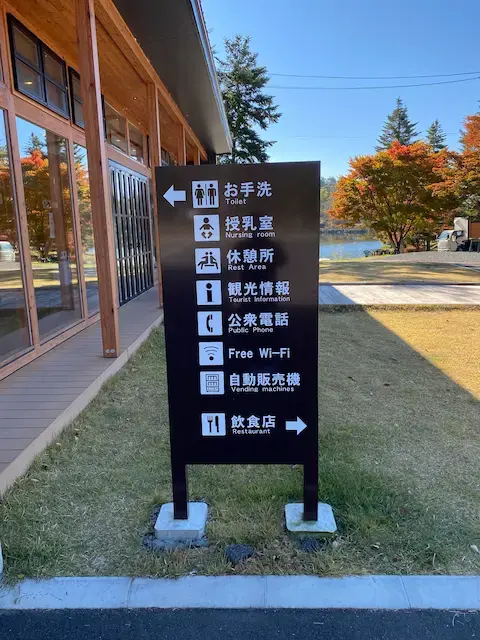 お手洗
Toilet
授乳室
Nursing room
休憩所
Rest Area
観光情報
Tourist Information
公衆電話
Public Phone
Free Wi-Fi
自動販売機
Vending machines
飲食店
Restaurant